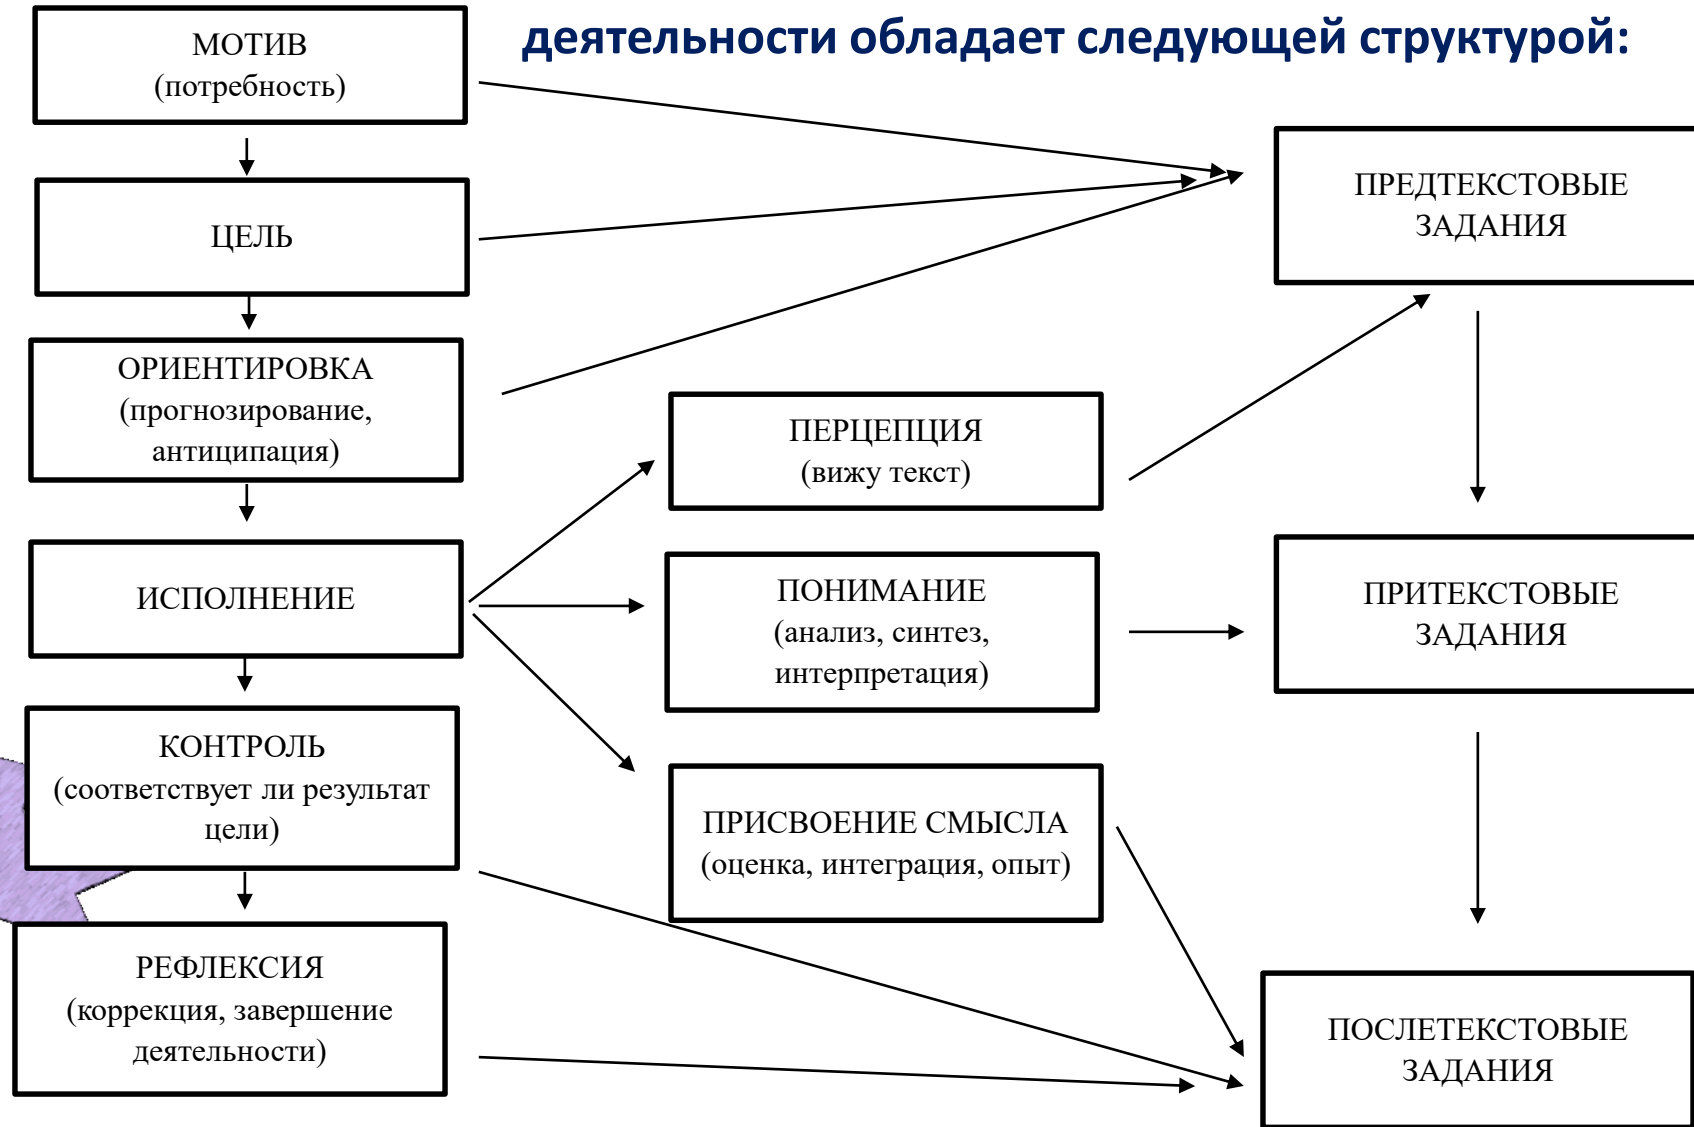 деятельности обладает следующей структурой:
МОТИВ
(потребность)
ЦЕЛЬ
ОРИЕНТИРОВКА
(прогнозирование,
антиципация)
ИСПОЛНЕНИЕ
КОНТРОЛЬ
(соответствует ли результат
цели)
РЕФЛЕКСИЯ
(коррекция, завершение
деятельности)
ПЕРЦЕПЦИЯ
(вижу текст)
ПОНИМАНИЕ
(анализ, синтез,
интерпретация)
ПРИСВОЕНИЕ СМЫСЛА
(оценка, интеграция, опыт)
ПРЕДТЕКСТОВЫЕ
ЗАДАНИЯ
ПРИТЕКСТОВЫЕ
ЗАДАНИЯ
ПОСЛЕТЕКСТОВЫЕ
ЗАДАНИЯ